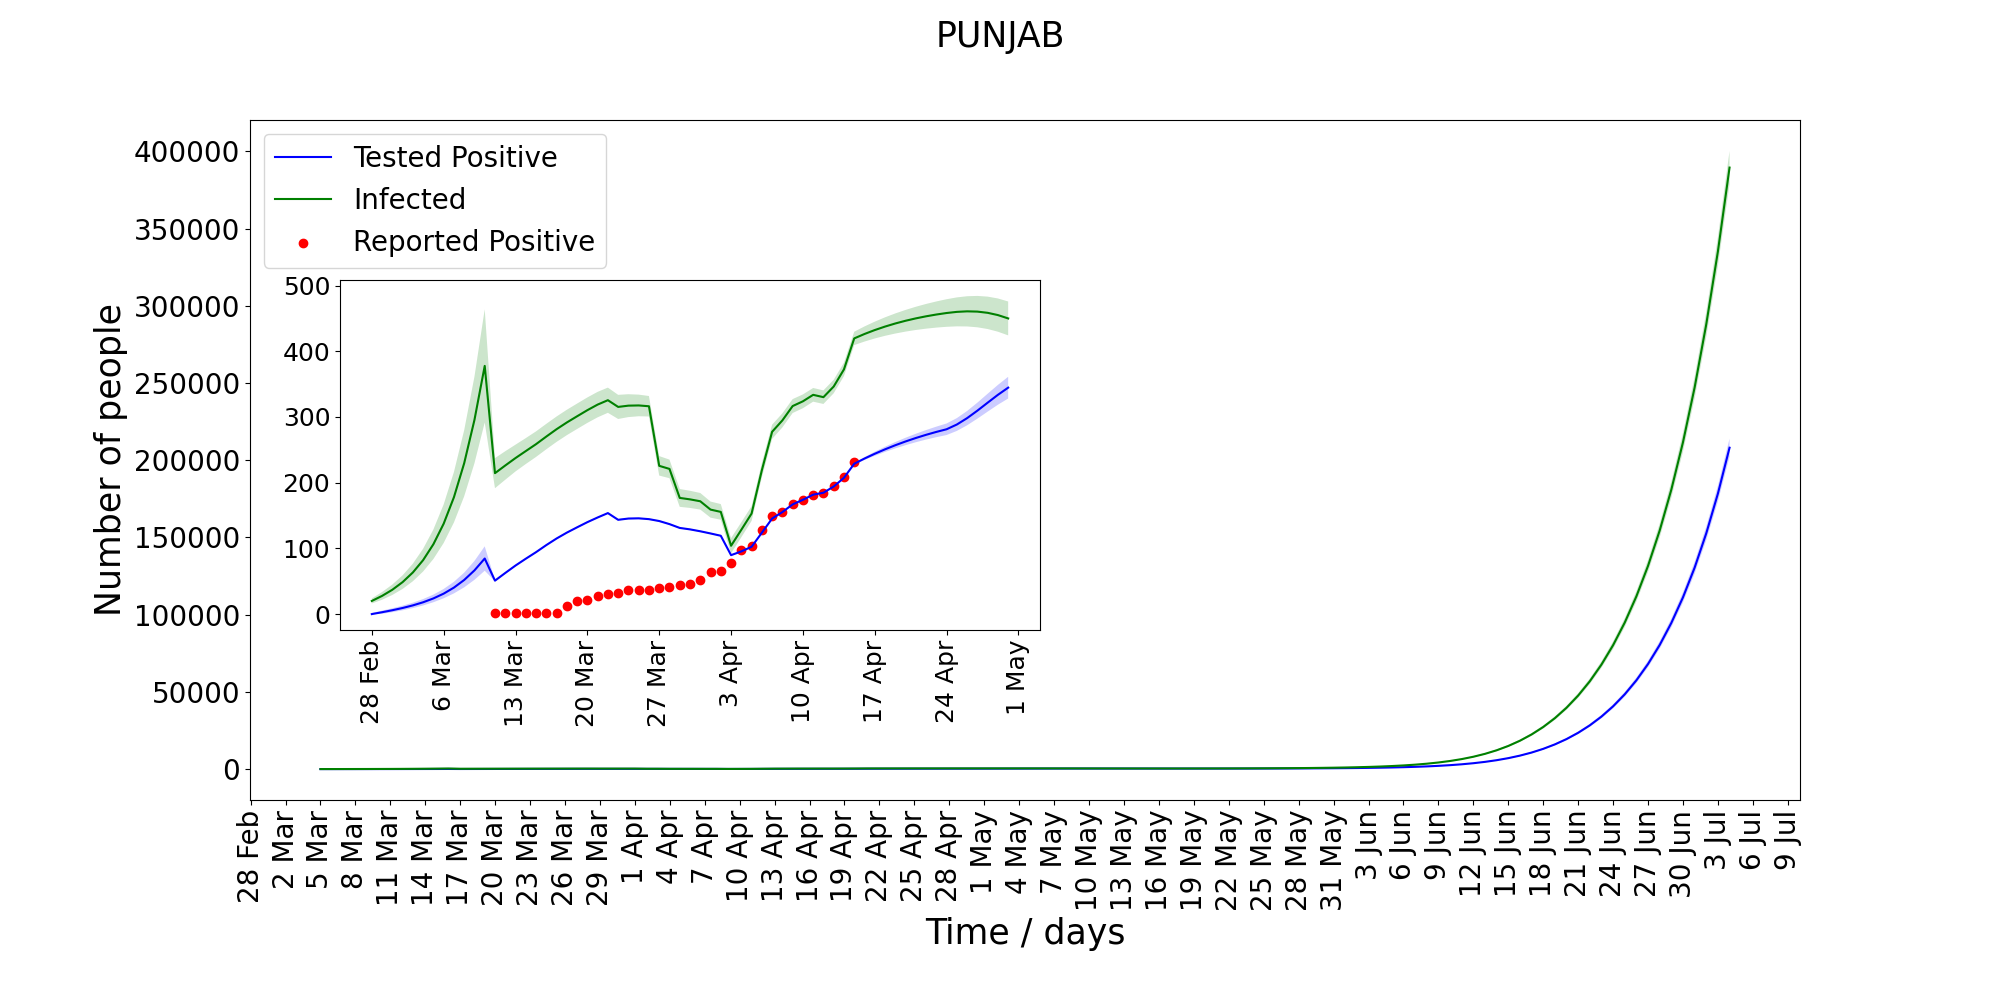 PUNJAB
Tested Positive
Infected
Reported Positive
Number of people
400000
350000
300000
250000
200000
150000
100000
50000
0
500
400
300
200
100
0
28 Feb
6 Mar
13 Mar
20 Mar
27 Mar
3 Apr
10 Apr
17 Apr
24 Apr
1 May
28 Feb
2 Mar
5 Mar
8 Mar
11 Mar
14 Mar
17 Mar
20 Mar
23 Mar
26 Mar
29 Mar
1 Apr
4 Apr
7 Apr
10 Apr
13 Apr
16 Apr
19 Apr
22 Apr
25 Apr
28 Apr
1 May
4 May
7 May
10 May
13 May
16 May
19 May
22 May
25 May
28 May
31 May
3 Jun
6 Jun
9 Jun
12 Jun
15 Jun
18 Jun
21 Jun
24 Jun
27 Jun
30 Jun
3 Jul
6 Jul
9 Jul
Time / days